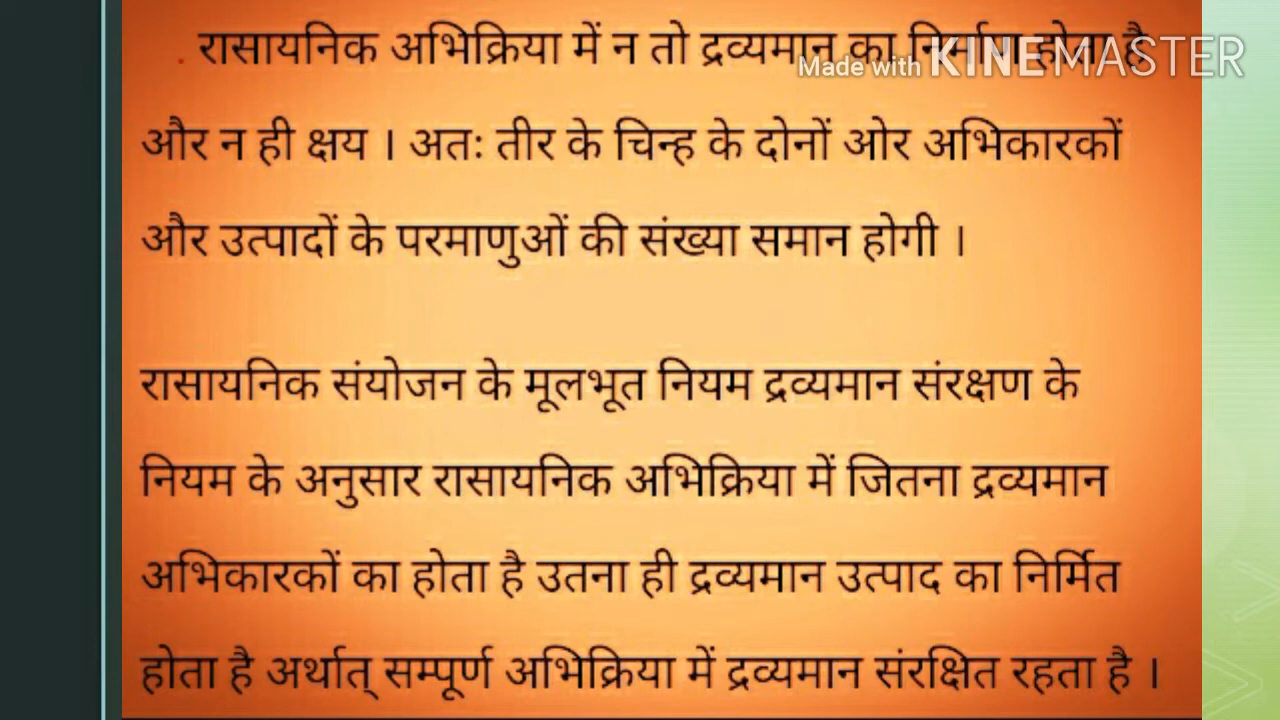 . रासायनिक अभिक्रिया में न तो द्रव्यमान का निर्माण होता है
Made with KINEMASTER
और न ही क्षय । अतः तीर के चिन्ह के दोनों ओर अभिकारकों
और उत्पादों के परमाणुओं की संख्या समान होगी ।
रासायनिक संयोजन के मूलभूत नियम द्रव्यमान संरक्षण के
नियम के अनुसार रासायनिक अभिक्रिया में जितना द्रव्यमान
अभिकारकों का होता है उतना ही द्रव्यमान उत्पाद का निर्मित
होता है अर्थात् सम्पूर्ण अभिक्रिया में द्रव्यमान संरक्षित रहता है ।